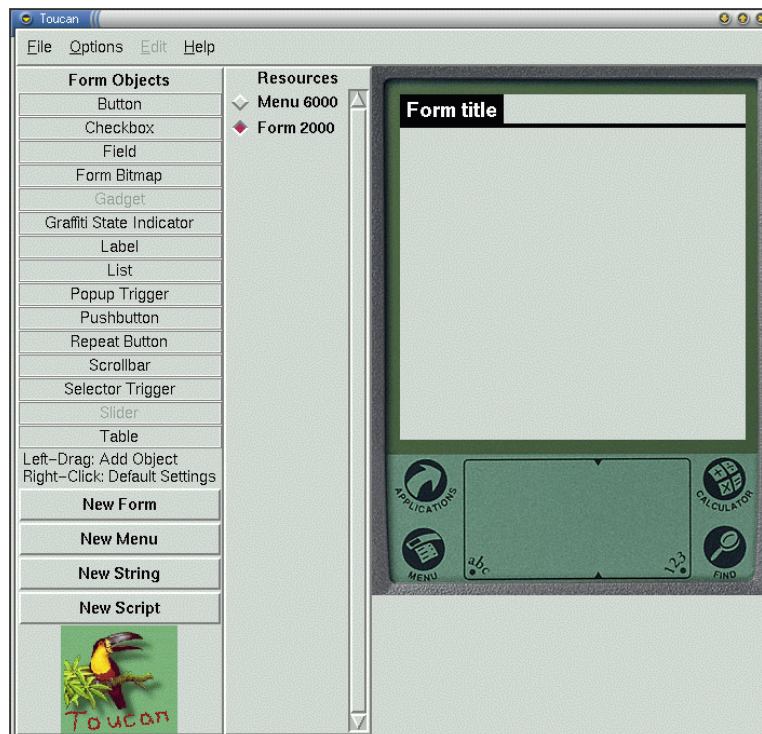 Toucan
File Options Edit Help
Form Objects
Button
Checkbox
Field
Form Bitmap
Gadget
Graffiti State Indicator
Label
List
Popup Trigger
Pushbutton
Repeat Button
Scrollbar
Selector Trigger
Slider
Table
Left-Drag: Add Object
Right-Click: Default Settings
New Form
New Menu
New String
New Script
Toucan
Resources
Menu 6000
Form 2000
Form title
APPLICATIONS
MENU
abc
123
CALCULATOR
FIND